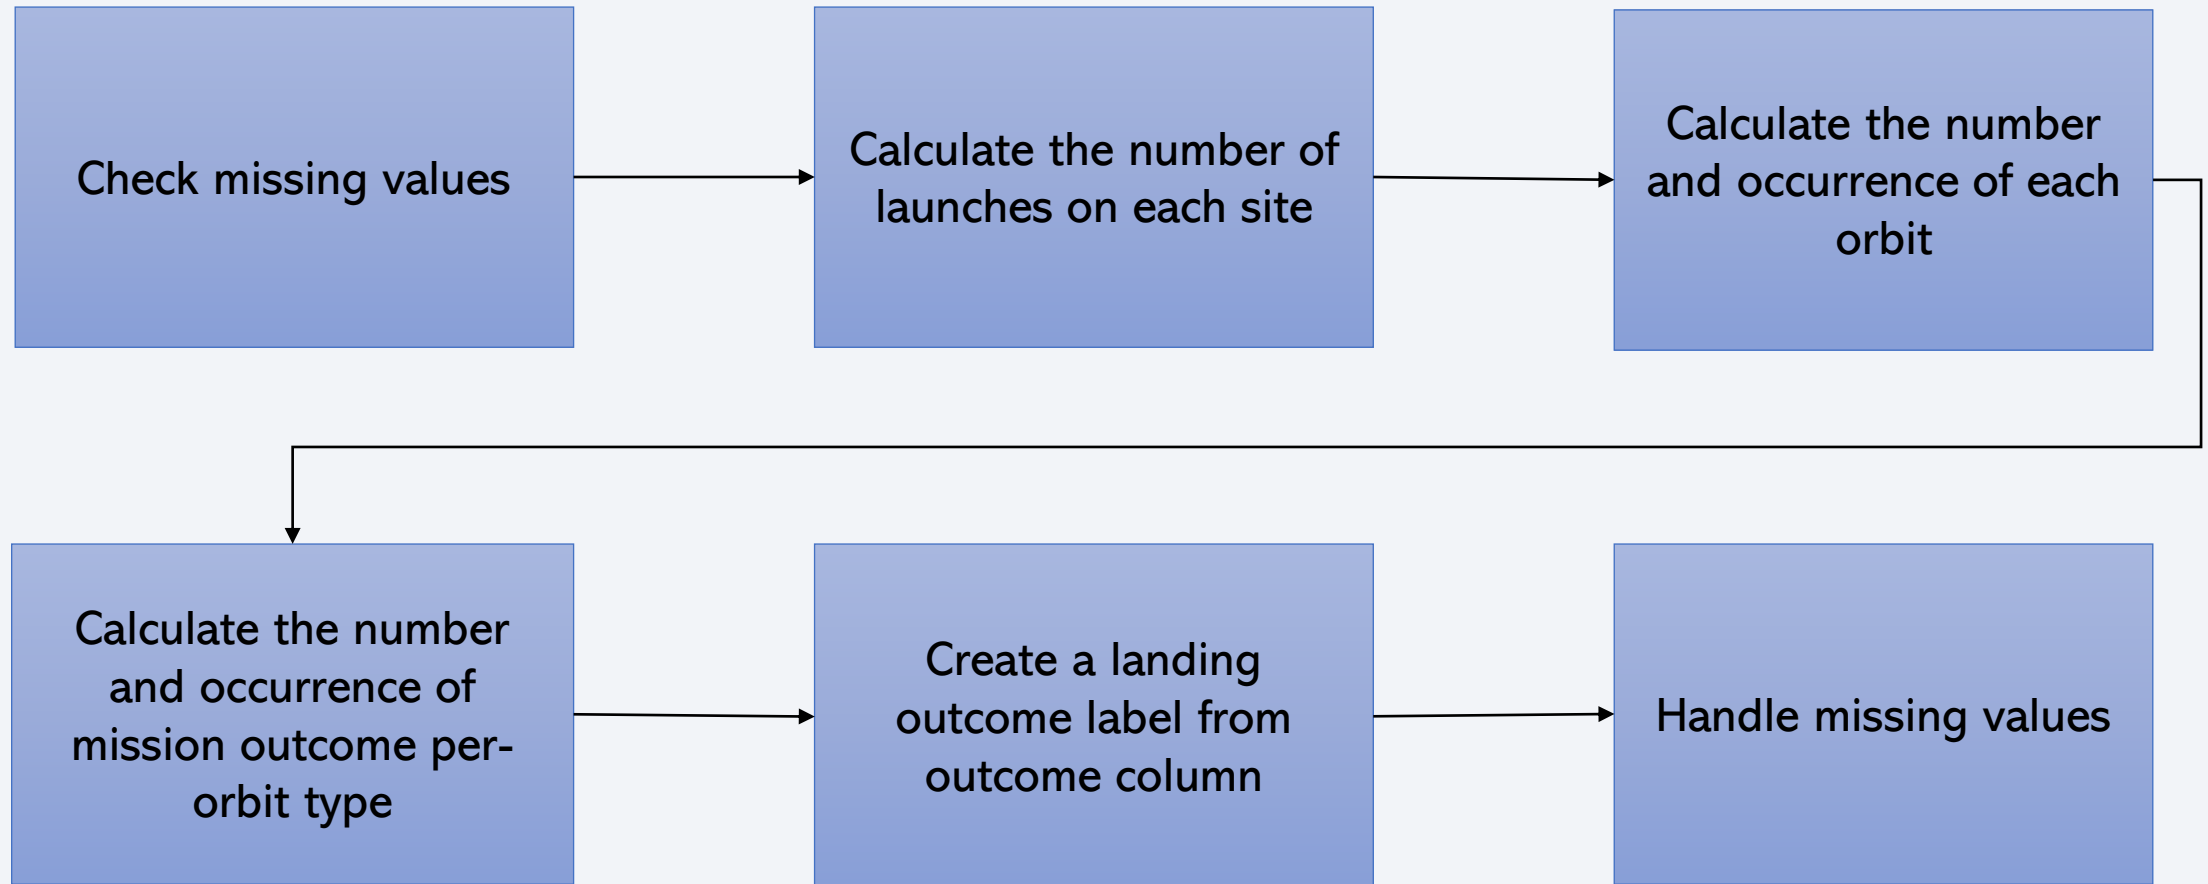 Check missing values
Calculate the number of
launches on each site
Calculate the number
and occurrence of each
orbit
Calculate the number
and occurrence of
mission outcome per-
orbit type
Create a landing
outcome label from
outcome column
Handle missing values